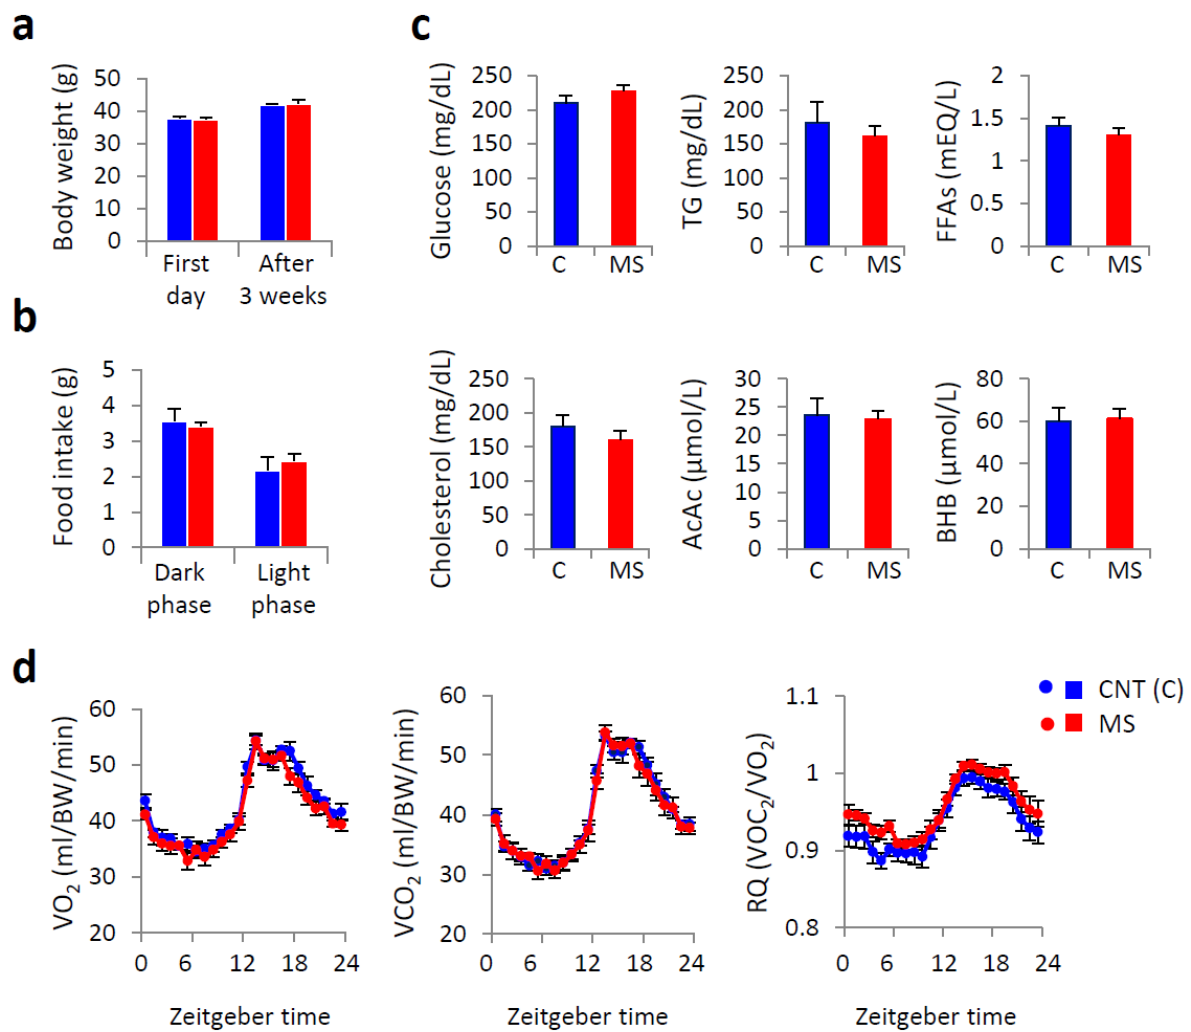 a
Body weight (g)
50
40
30
20
10
0
First
day
After
3 weeks
b
Food intake (g)
5
4
3
2
1
0
Dark
phase
Light
phase
c
Glucose (mg/dL)
250
200
150
100
50
0
C
MS
TG (mg/dL)
250
200
150
200
50
0
C
MS
FFAs (mEQ/L)
2
1.5
1
0.5
0
C
MS
Cholesterol (mg/dL)
250
200
150
100
50
0
C
MS
AcAc (µmol/L)
30
25
20
15
10
5
0
C
MS
BHB (µmol/L)
80
60
40
20
0
C
MS
d
VO2 (ml/BW/min)
60
50
40
30
20
0
6
12
18
24
Zeitgeber time
VCO2 (ml/BW/min)
60
50
40
30
20
0
6
12
18
24
Zeitgeber time
RQ (VOC2/VO2)
1.1
1
0.9
0.8
0
6
12
18
24
Zeitgeber time
CNT (C)
MS